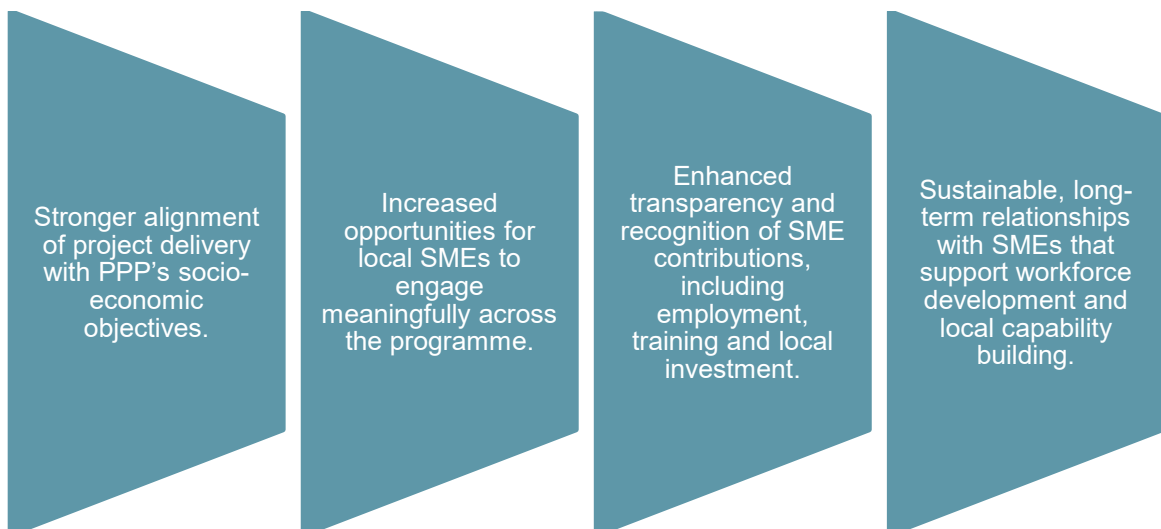 Stronger alignment
of project delivery
with PPP's socio-
economic
objectives.
Increased
opportunities for
local SMEs to
engage
meaningfully across
the programme.
Enhanced
transparency and
recognition of SME
contributions,
including
employment,
training and local
investment.
Sustainable, long-
term relationships
with SMEs that
support workforce
development and
local capability
building.